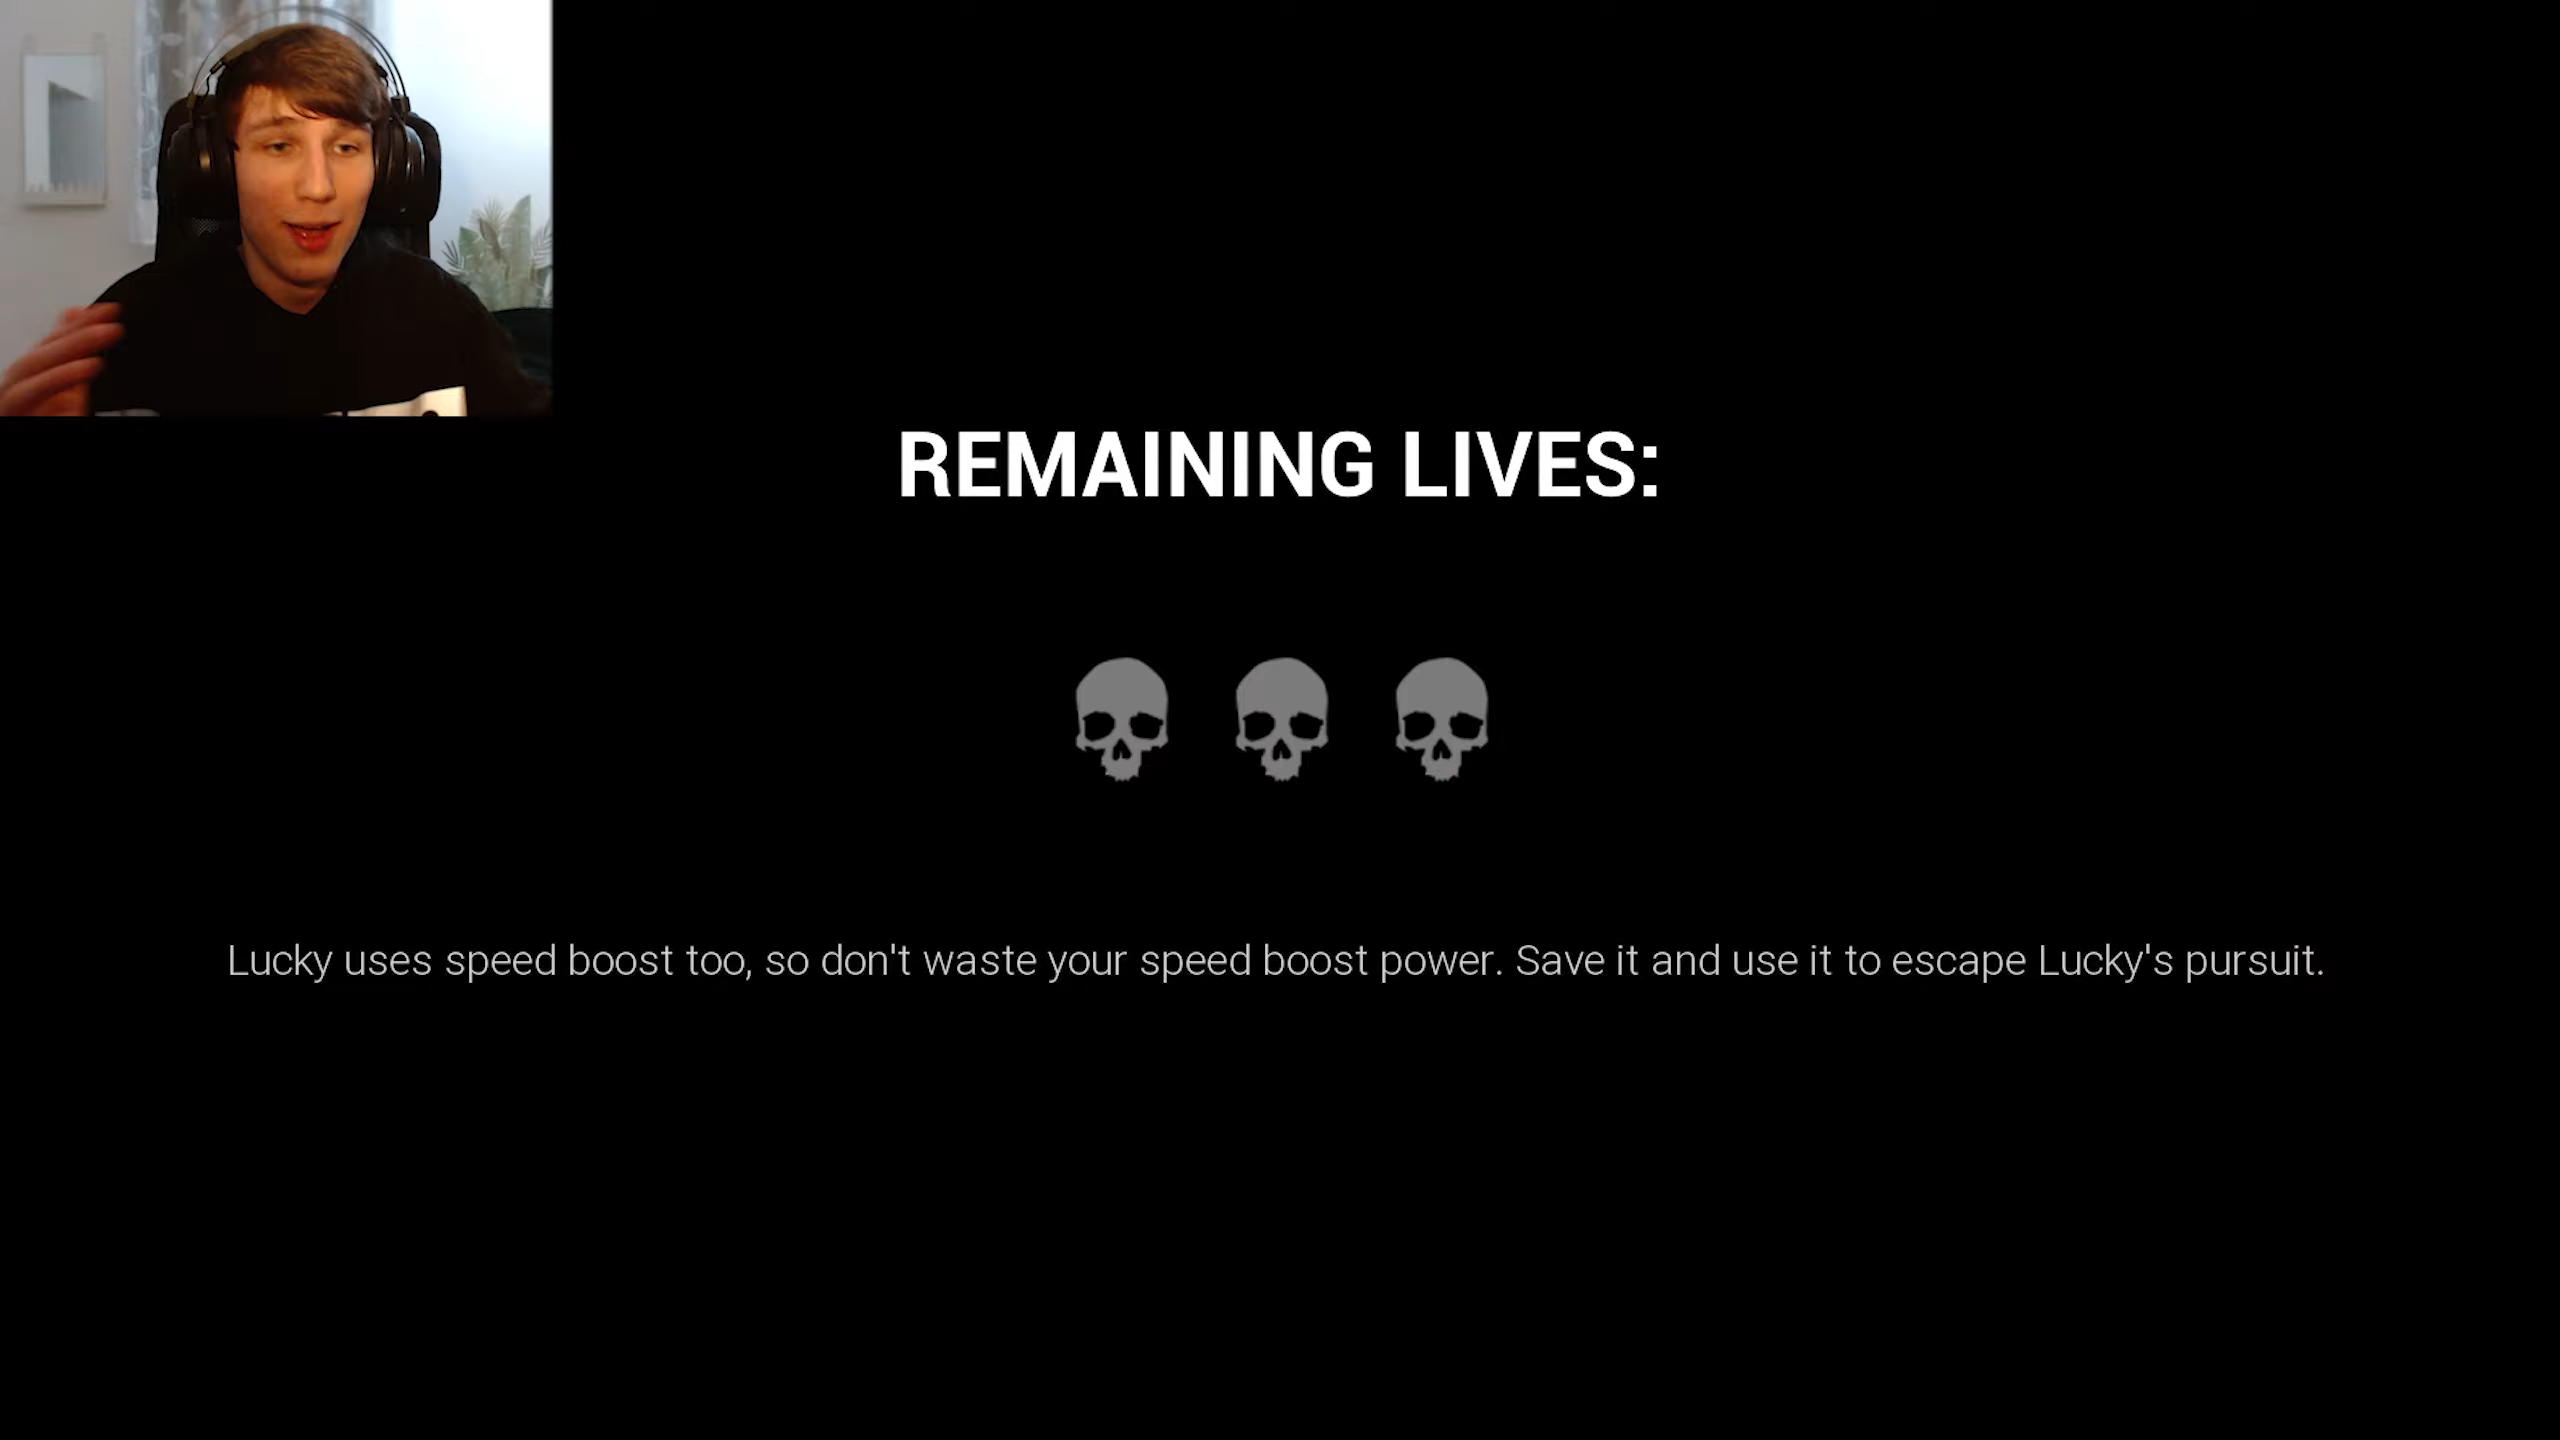 REMAINING LIVES:
Lucky uses speed boost too, so don't waste your speed boost power. Save it and use it to escape Lucky's pursuit.